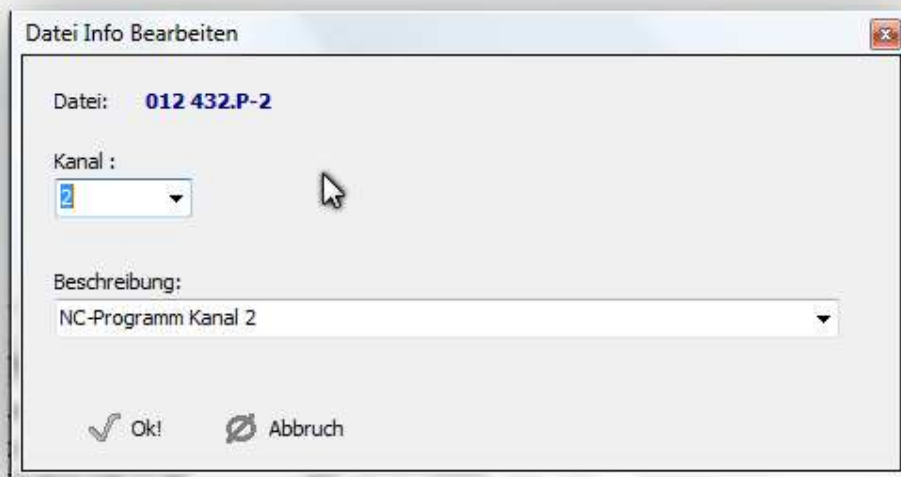 Datei Info Bearbeiten
Datei: 012 432.P-2
Kanal :
2
Beschreibung:
NC-Programm Kanal 2
Ok! Abbruch